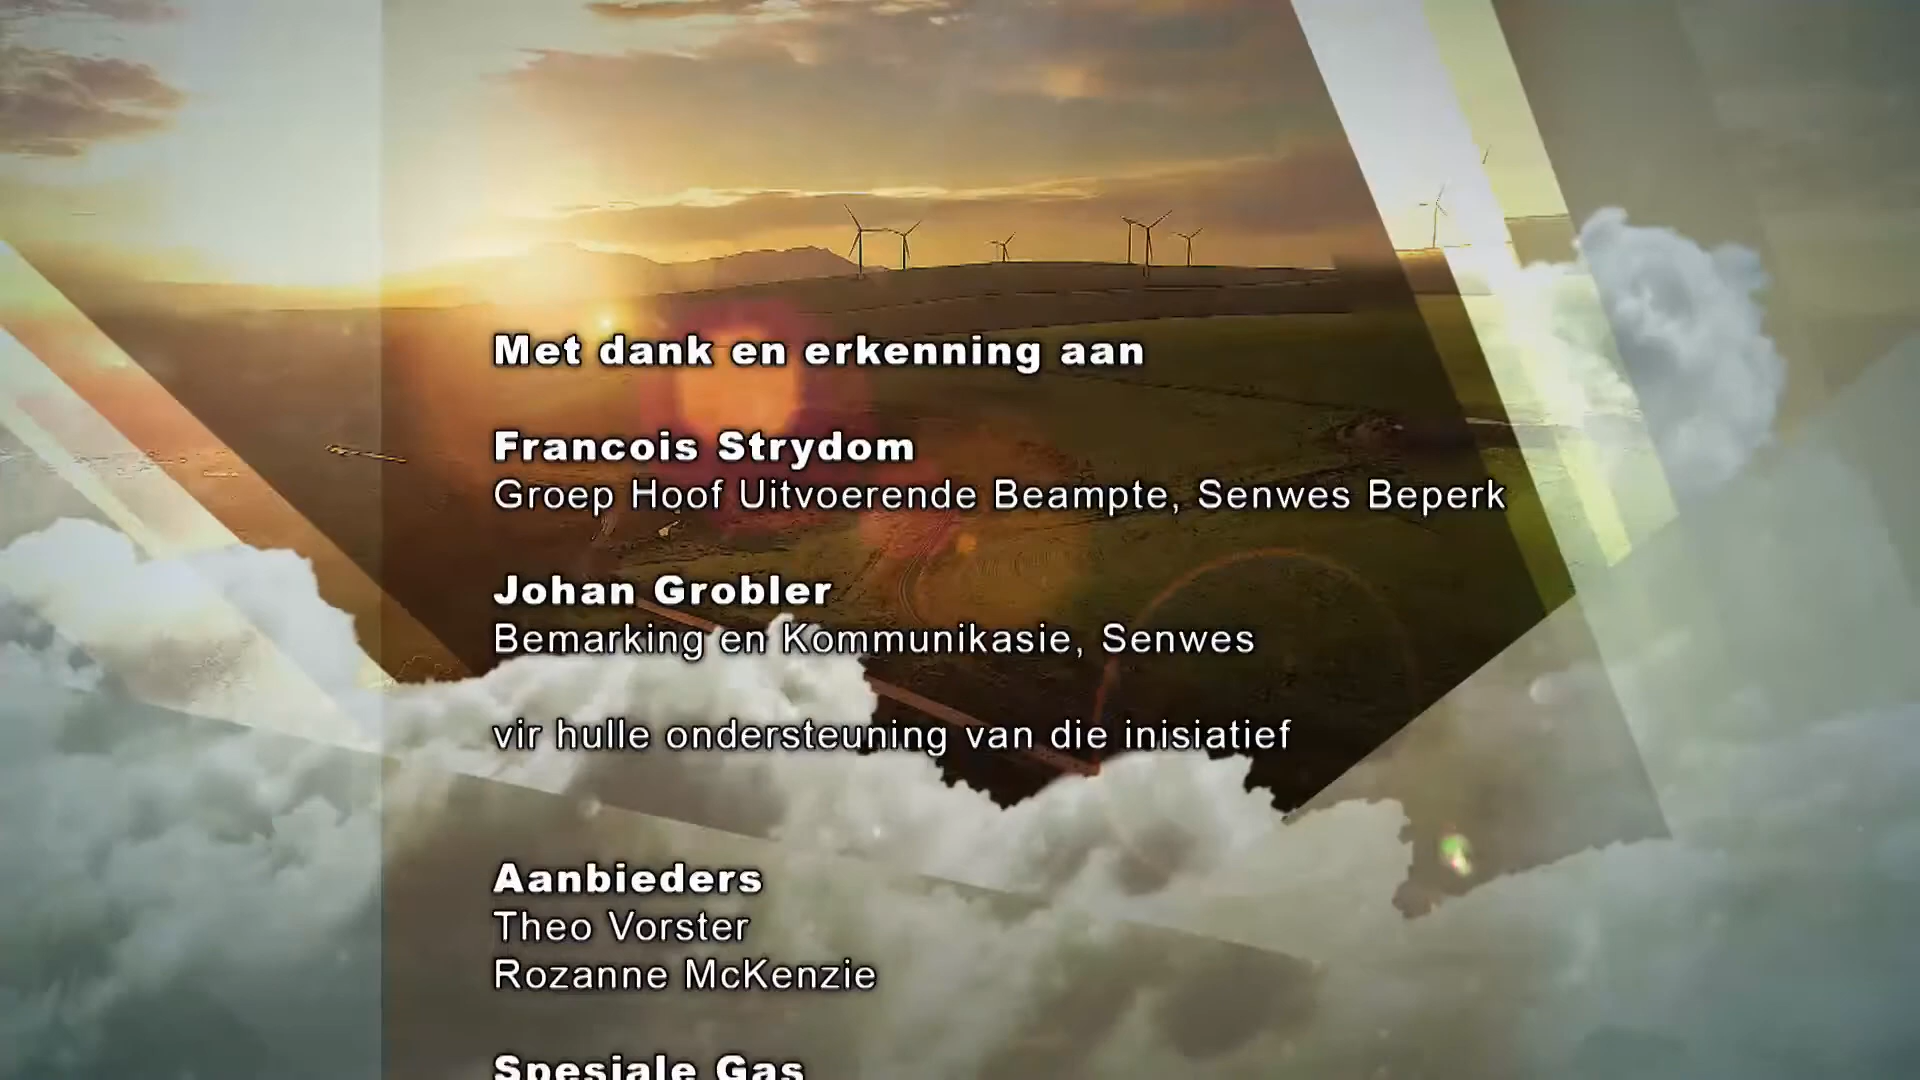 Met dank en erkenning aan
Francois Strydom
Groep Hoof Uitvoerende Beampte, Senwes Beperk
Johan Grobler
Bemarking en Kommunikasie, Senwes
vir hulle ondersteuning van die inisiatief
Aanbieders
Theo Vorster
Rozanne McKenzie
Spesiale Gas